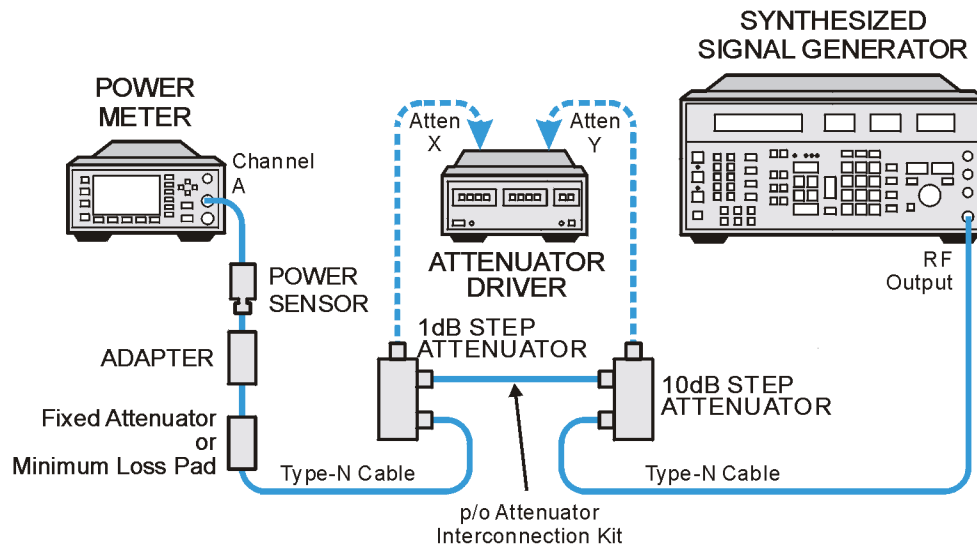 SYNTHESIZED
SIGNAL GENERATOR
POWER
METER
Channel
A
Atten
X
Atten
Y
ATTENUATOR
DRIVER
RF
Output
POWER
SENSOR
1dB STEP
ATTENUATOR
ADAPTER
10dB STEP
ATTENUATOR
Fixed Attenuator
or
Minimum Loss Pad
Type-N Cable
Type-N Cable
p/o Attenuator
Interconnection Kit